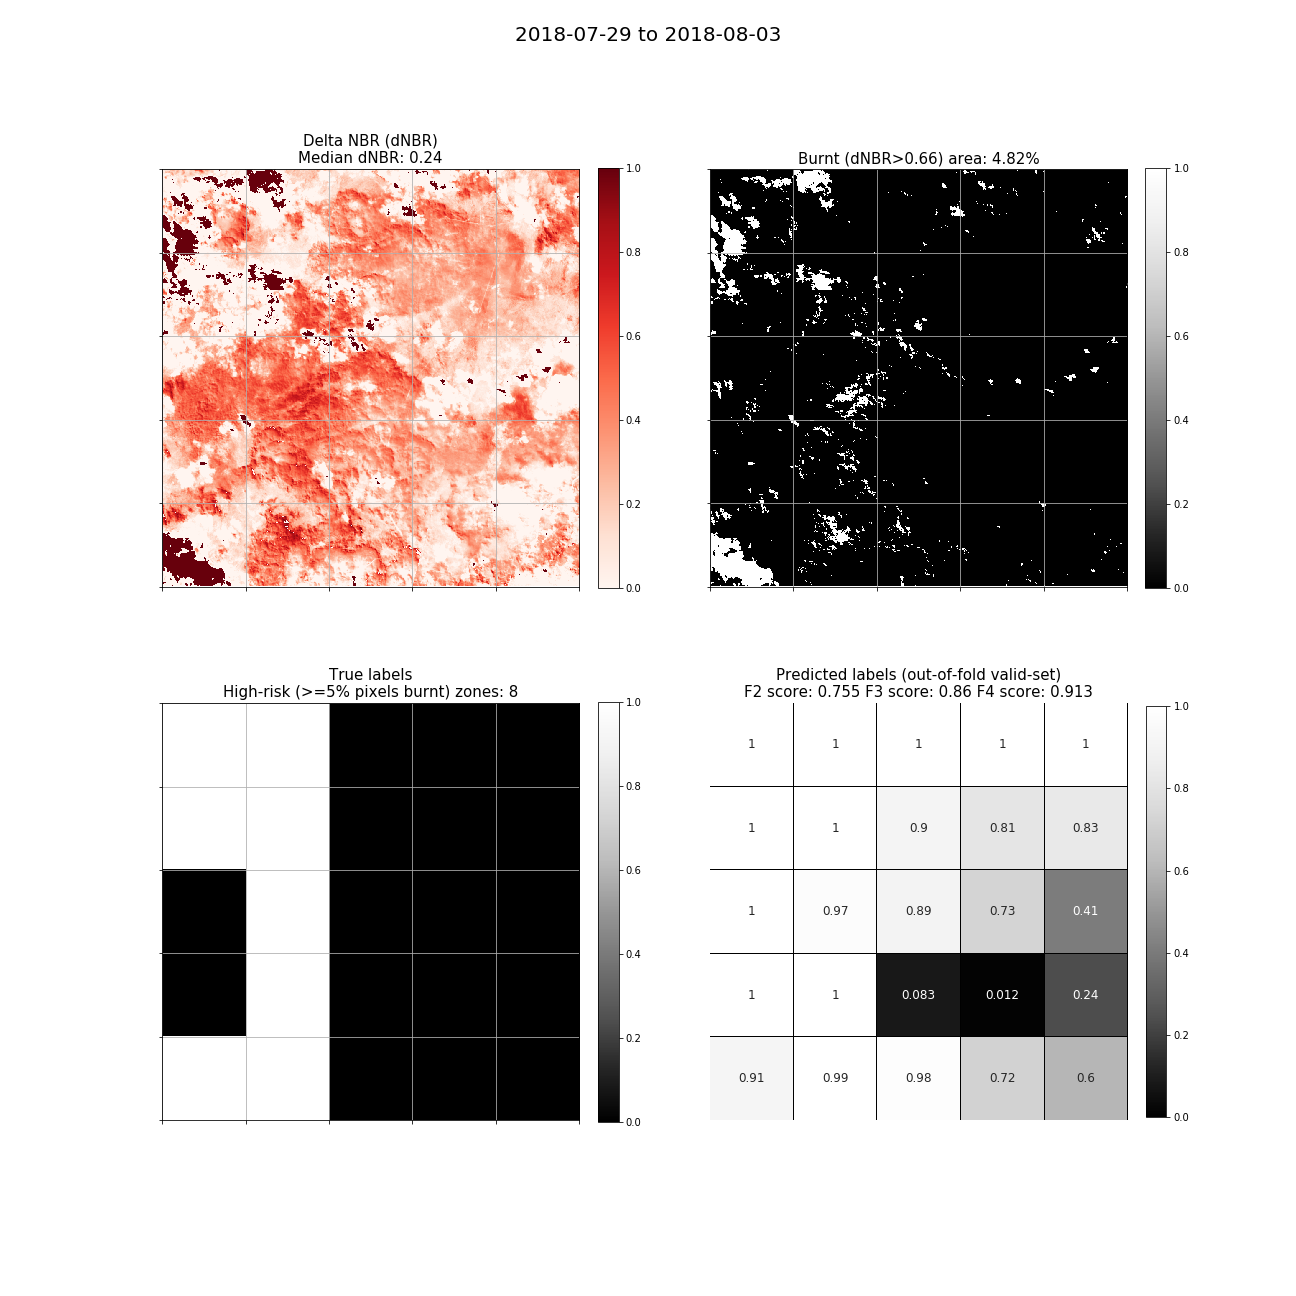 2018-07-29 to 2018-08-03
Delta NBR (dNBR)
Median dNBR: 0.24
1.0
0.8
0.6
0.4
0.2
0.0
Burnt (dNBR>0.66) area: 4.82%
1.0
0.8
0.6
0.4
0.2
0.0
True labels
High-risk (>=5% pixels burnt) zones: 8
1.0
0.8
0.6
0.4
0.2
0.0
Predicted labels (out-of-fold valid-set)
F2 score: 0.755 F3 score: 0.86 F4 score: 0.913
1 1 1 1 1
1 1 0.9 0.81 0.83
1 0.97 0.89 0.73 0.41
1 1 0.083 0.012 0.24
0.91 0.99 0.98 0.72 0.6
1.0
0.8
0.6
0.4
0.2
0.0